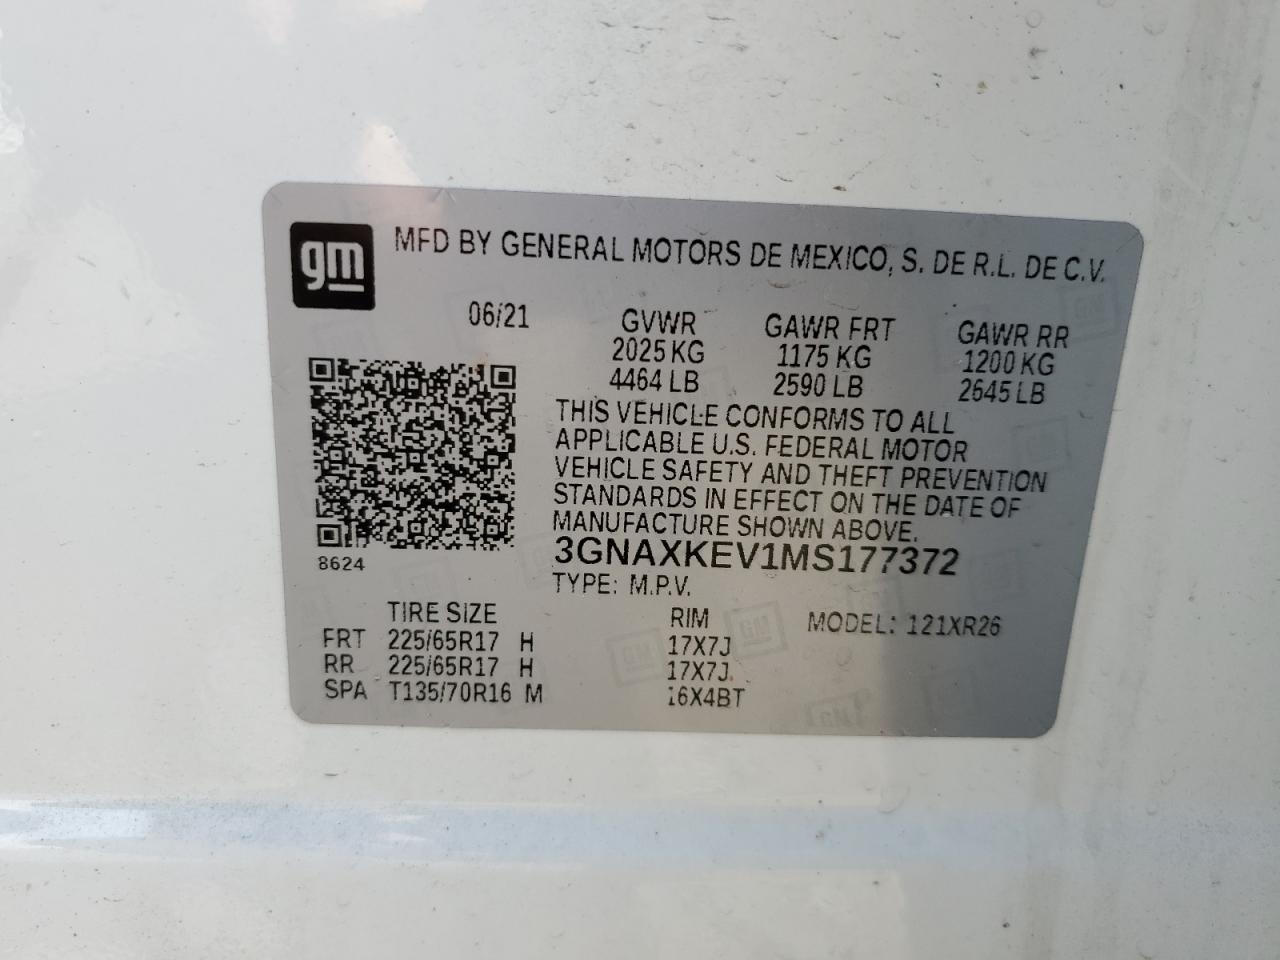 gm
MFD BY GENERAL MOTORS DE MEXICO, S. DE R.L. DE C.V.
06/21
GVWR GAWR FRT GAWR RR
2025 KG 1175 KG 1200 KG
4464 LB 2590 LB 2645 LB
THIS VEHICLE CONFORMS TO ALL
APPLICABLE U.S. FEDERAL MOTOR
VEHICLE SAFETY AND THEFT PREVENTION
STANDARDS IN EFFECT ON THE DATE OF
MANUFACTURE SHOWN ABOVE.
3GNAXKEV1MS177372
TYPE: M.P.V.
8624
TIRE SIZE RIM MODEL: 121XR26
FRT 225/65R17 H 17X7J
RR 225/65R17 H 17X7J
SPA T135/70R16 M 16X4BT